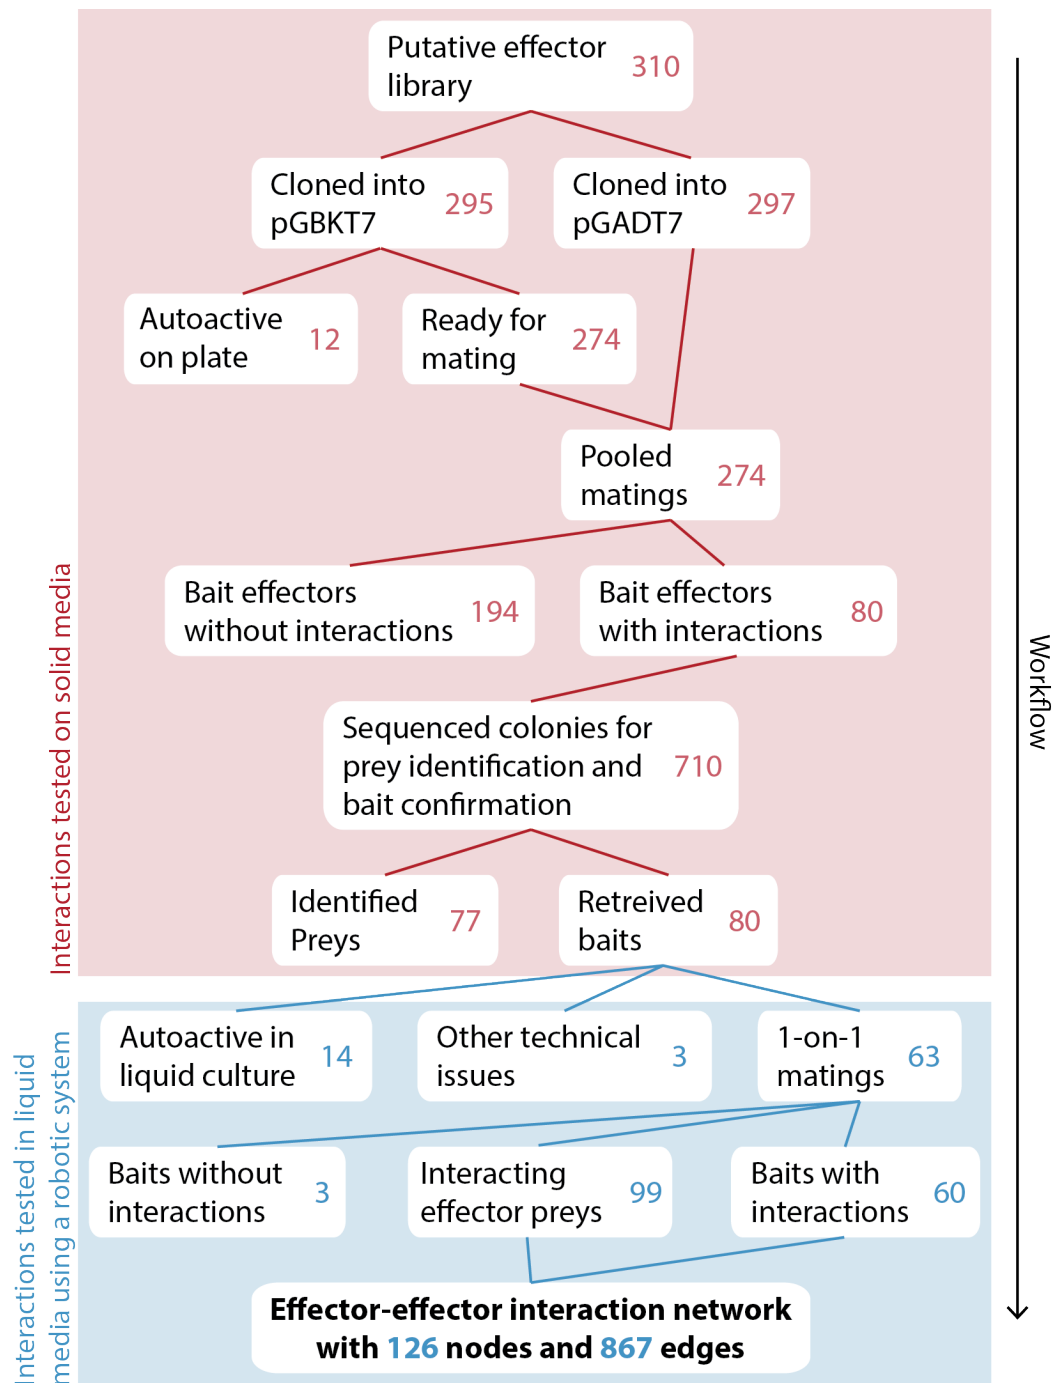 Putative effector
library
310
Cloned into
pGBKT7
295
Cloned into
pGADT7
297
Autoactive
on plate
12
Ready for
mating
274
Pooled
matings
274
Bait effectors
without interactions
194
Bait effectors
with interactions
80
Sequenced colonies for
prey identification and
bait confirmation
710
Identified
Preys
77
Retreived
baits
80
Interactions tested on solid media
Autoactive in
liquid culture
14
Other technical
issues
3
1-on-1
matings
63
Baits without
interactions
3
Interacting
effector preys
99
Baits with
interactions
60
Effector-effector interaction network
with 126 nodes and 867 edges
Interactions tested in liquid
media using a robotic system
Workflow